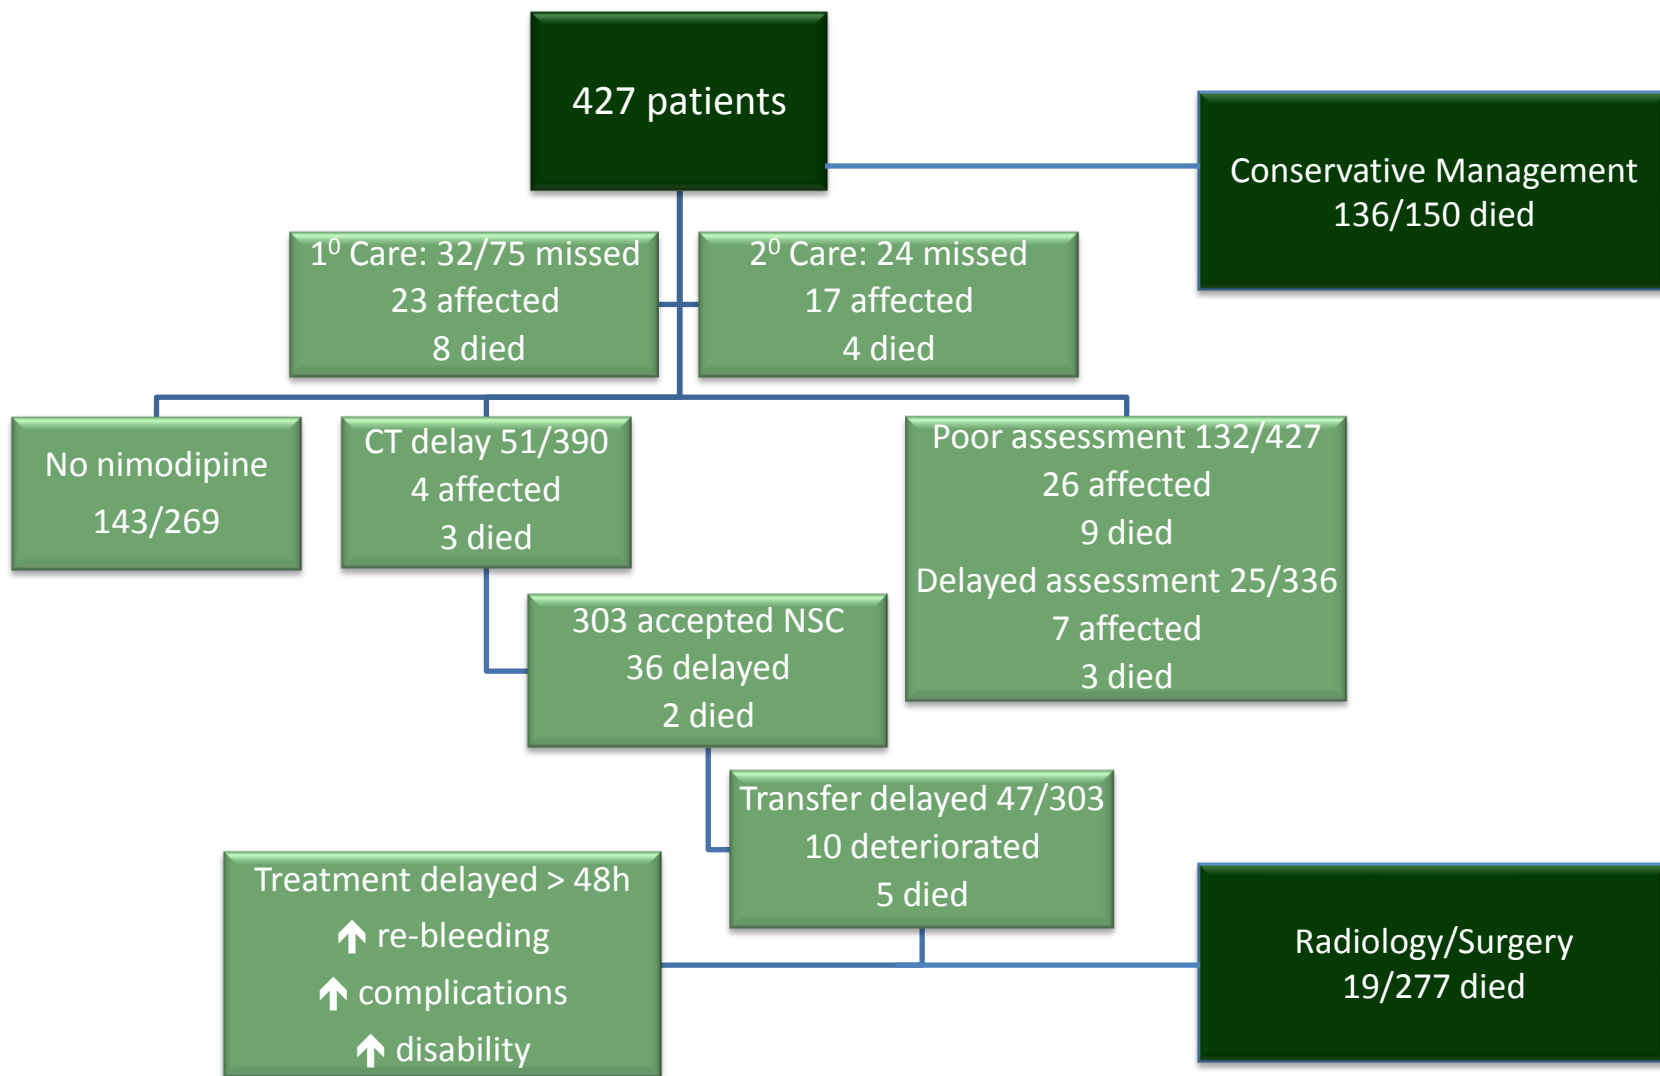 427 patients
Conservative Management
136/150 died
1⁰ Care: 32/75 missed
23 affected
8 died
2⁰ Care: 24 missed
17 affected
4 died
No nimodipine
143/269
CT delay 51/390
4 affected
3 died
Poor assessment 132/427
26 affected
9 died
Delayed assessment 25/336
7 affected
3 died
303 accepted NSC
36 delayed
2 died
Transfer delayed 47/303
10 deteriorated
5 died
Treatment delayed > 48h
↑ re-bleeding
↑ complications
↑ disability
Radiology/Surgery
19/277 died